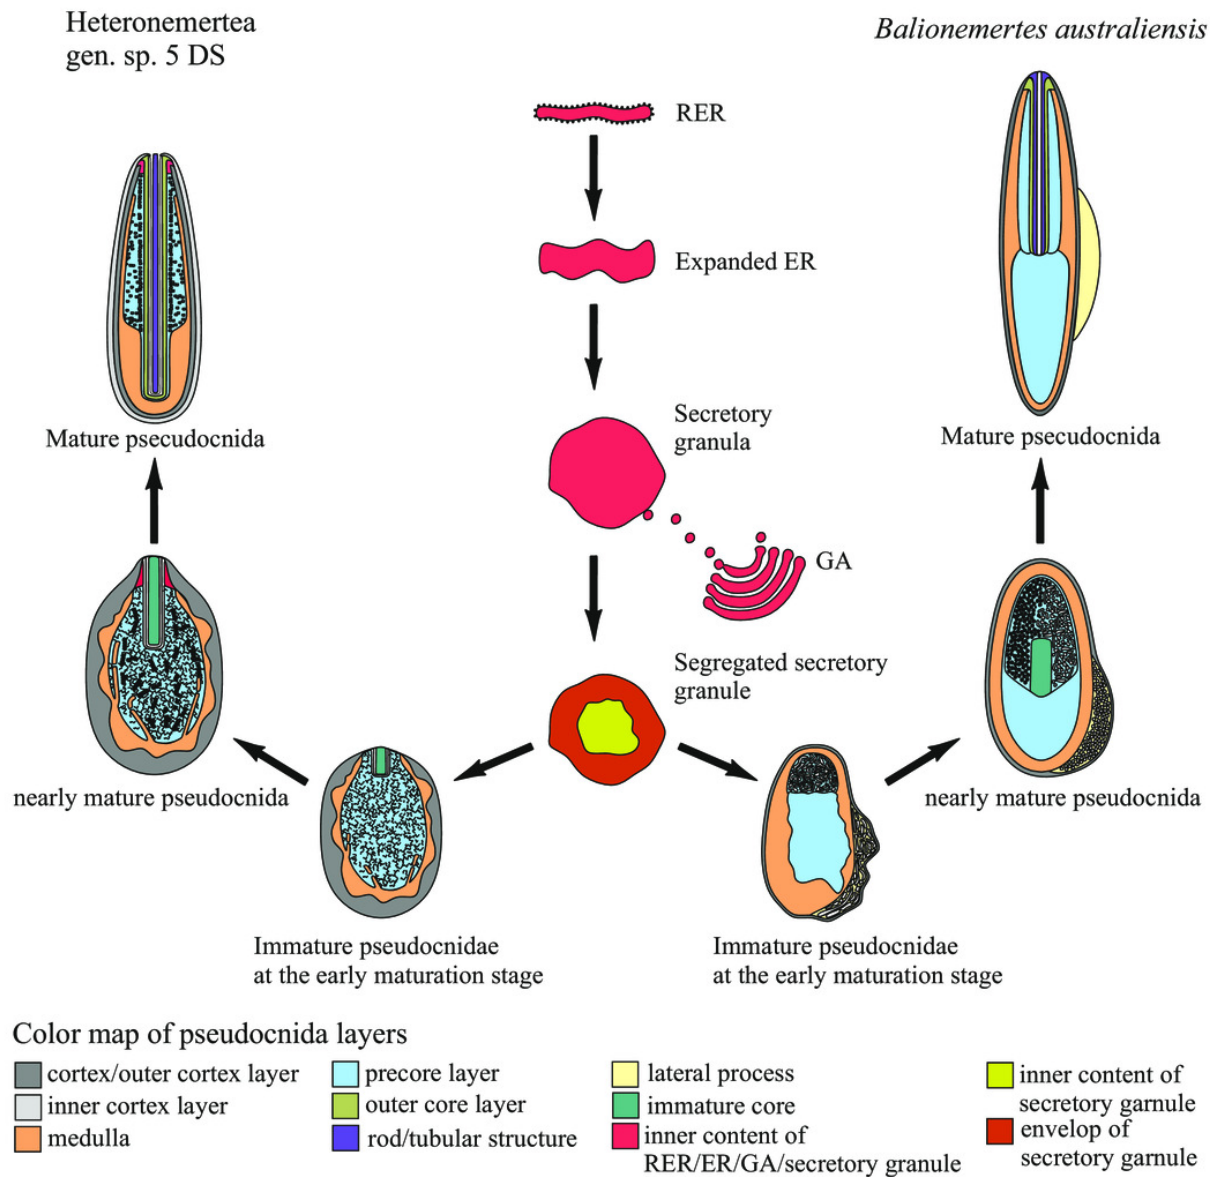 Heteronemertea
gen. sp. 5 DS
Balionemertes australiensis
RER
Expanded ER
Secretory
granula
GA
Segregated secretory
granule
Mature psecudocnida
Mature psecudocnida
nearly mature pseudocnida
nearly mature pseudocnida
Immature pseudocnidae
at the early maturation stage
Immature pseudocnidae
at the early maturation stage
Color map of pseudocnida layers
cortex/outer cortex layer
inner cortex layer
medulla
precore layer
outer core layer
rod/tubular structure
lateral process
immature core
inner content of
RER/ER/GA/secretory granule
inner content of
secretory garnule
envelop of
secretory garnule